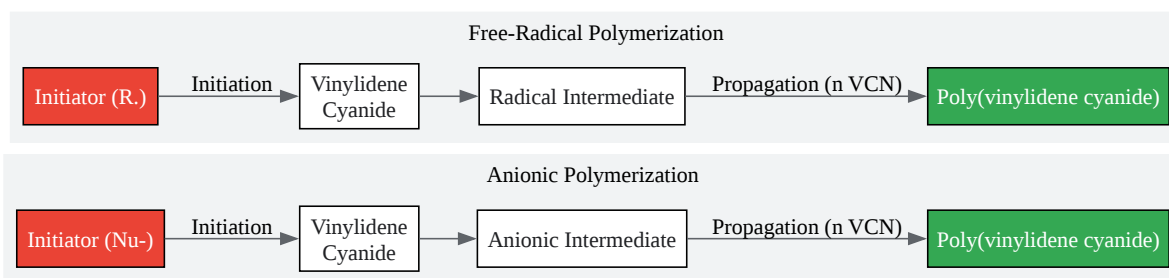 Free-Radical Polymerization
Initiator (R.)
Initiation
Vinylidene
Cyanide
Radical Intermediate
Propagation (n VCN)
Poly(vinylidene cyanide)
Anionic Polymerization
Initiator (Nu-)
Initiation
Vinylidene
Cyanide
Anionic Intermediate
Propagation (n VCN)
Poly(vinylidene cyanide)